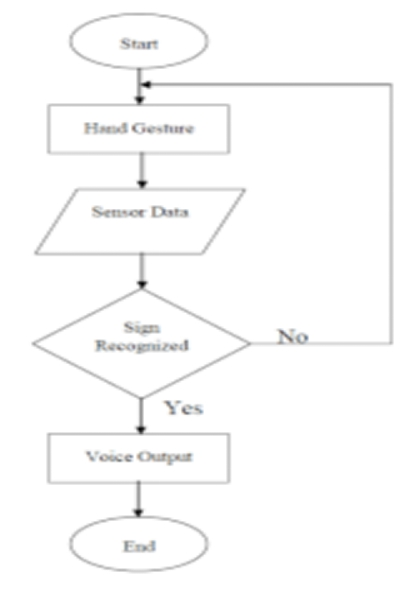 Start
Hand Gesture
Sensor Data
Sign
Recognized
No
Yes
Voice Output
End